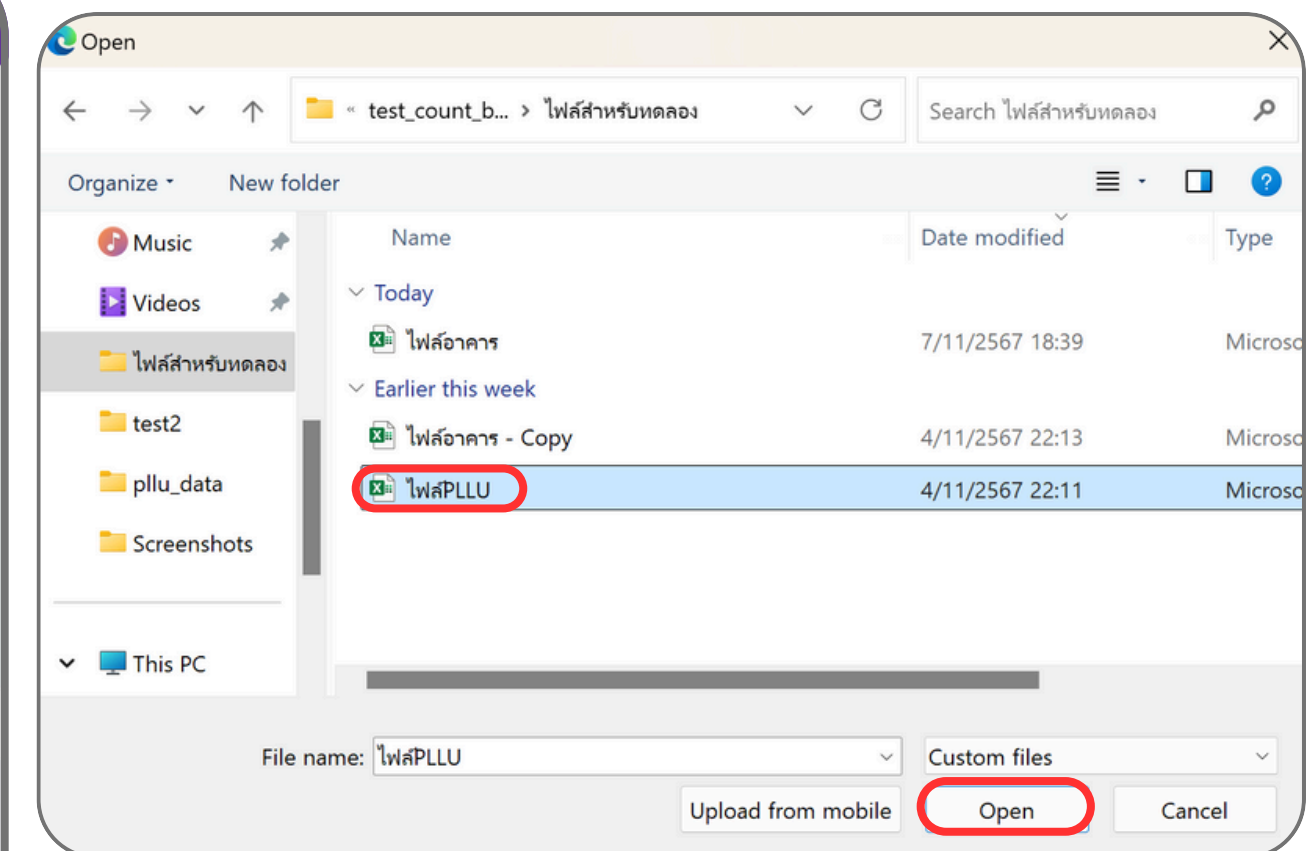 Open
« test_count_b... > ไฟล์สำหรับทดลอง
Search ไฟล์สำหรับทดลอง
Organize
New folder
Music
Videos
ไฟล์สำหรับทดลอง
test2
pllu_data
Screenshots
This PC
Name Date modified Type
Today
ไฟล์อาคาร 7/11/2567 18:39 Microso
Earlier this week
ไฟล์อาคาร - Copy 4/11/2567 22:13 Microso
ไฟล์PLLU 4/11/2567 22:11 Microso
File name: ไฟล์PLLU Custom files
Upload from mobile Open Cancel